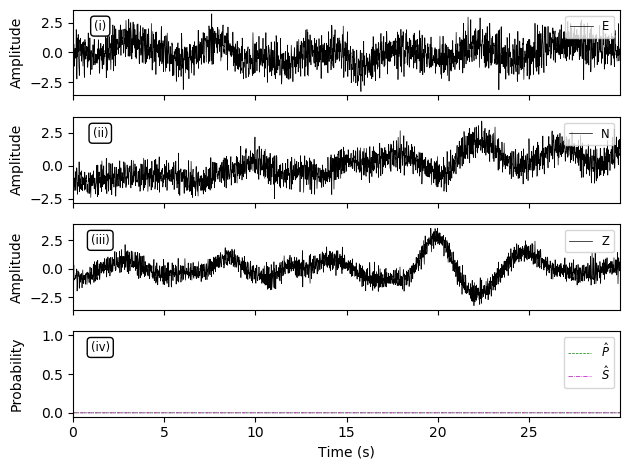 Amplitude
2.5
0.0
−2.5
(i)
E
Amplitude
2.5
0.0
−2.5
(ii)
N
Amplitude
2.5
0.0
−2.5
(iii)
Z
Probability
1.0
0.5
0.0
(iv)
P̂
Ŝ
0 5 10 15 20 25
Time (s)